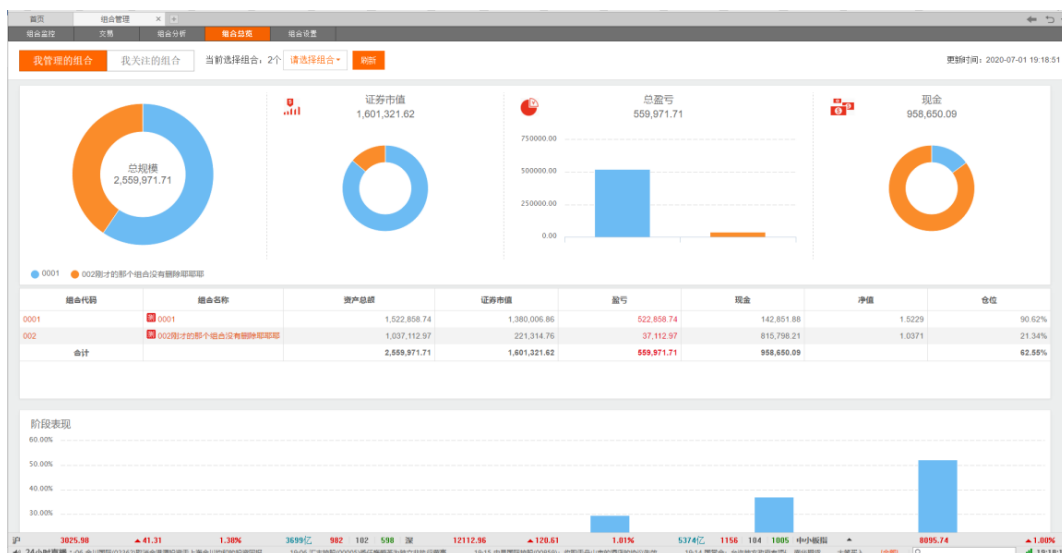 首页 组合管理 × +
组合监控 交易 组合分析 组合总览 组合设置
我管理的组合 我关注的组合 当前选择组合：2个 请选择组合 刷新 更新时间：2020-07-01 19:18:51
证券市值 总盈亏 现金
1,601,321.62 559,971.71 958,650.09
总规模
2,559,971.71
750000.00
500000.00
250000.00
0.00
0001 002刚才的那个组合没有删除耶耶耶
组合代码 组合名称 资产总额 证券市值 盈亏 现金 净值 仓位
0001 0001 1,522,858.74 1,380,006.86 522,858.74 142,851.88 1.5229 90.62%
002 002刚才的那个组合没有删除耶耶耶 1,037,112.97 221,314.76 37,112.97 815,798.21 1.0371 21.34%
合计 2,559,971.71 1,601,321.62 559,971.71 958,650.09 62.55%
阶段表现
60.00%
50.00%
40.00%
30.00%
沪 3025.98 ▲41.31 1.38% 3699亿 982 102 598 深 12112.96 ▲120.61 1.01% 5374亿 1156 104 1005 中小板指 8095.74 ▲1.00%
24小时直播